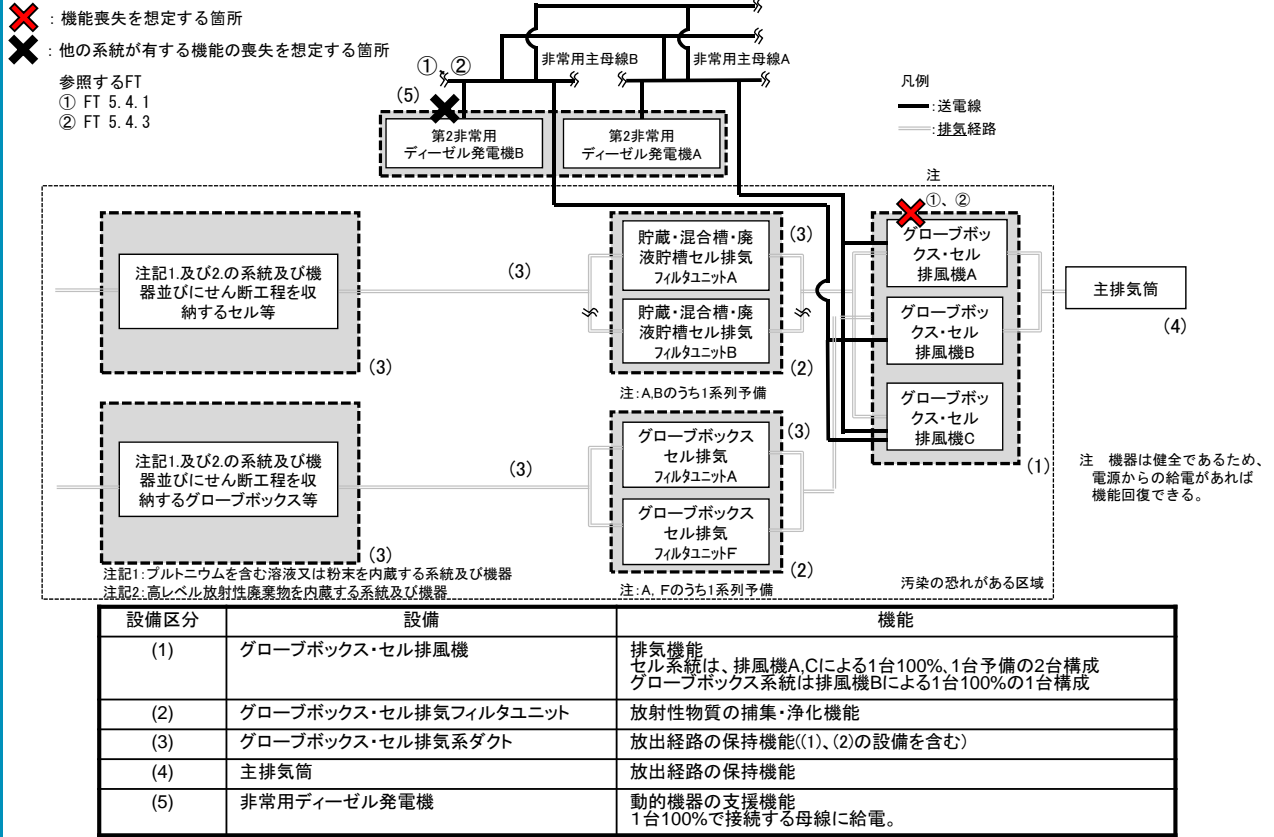 ：機能喪失を想定する箇所
：他の系統が有する機能の喪失を想定する箇所
参照するFT
① FT 5.4.1
② FT 5.4.3
①、②
非常用主母線B
非常用主母線A
(5)
第2非常用
ディーゼル発電機B
第2非常用
ディーゼル発電機A
凡例
：送電線
：排気経路
注
①、②
注記1.及び2.の系統及び機
器並びにせん断工程を収
納するセル等
(3)
(3)
貯蔵・混合槽・廃
液貯槽セル排気
フィルタユニットA
貯蔵・混合槽・廃
液貯槽セル排気
フィルタユニットB
(3)
(2)
注：A,Bのうち1系列予備
グローブボッ
クス・セル
排風機A
グローブボッ
クス・セル
排風機B
グローブボッ
クス・セル
排風機C
(1)
主排気筒
(4)
注記1.及び2.の系統及び機
器並びにせん断工程を収
納するグローブボックス等
(3)
(3)
グローブボックス
セル排気
フィルタユニットA
グローブボックス
セル排気
フィルタユニットF
(3)
(2)
注：A, Fのうち1系列予備
注　機器は健全であるため、
電源からの給電があれば
機能回復できる。
注記1：プルトニウムを含む溶液又は粉末を内蔵する系統及び機器
注記2：高レベル放射性廃棄物を内蔵する系統及び機器
汚染の恐れがある区域
設備区分 設備 機能
(1) グローブボックス・セル排風機 排気機能
セル系統は、排風機A,Cによる1台100%、1台予備の2台構成
グローブボックス系統は排風機Bによる1台100%の1台構成
(2) グローブボックス・セル排気フィルタユニット 放射性物質の捕集・浄化機能
(3) グローブボックス・セル排気系ダクト 放出経路の保持機能((1)、(2)の設備を含む)
(4) 主排気筒 放出経路の保持機能
(5) 非常用ディーゼル発電機 動的機器の支援機能
１台100%で接続する母線に給電。